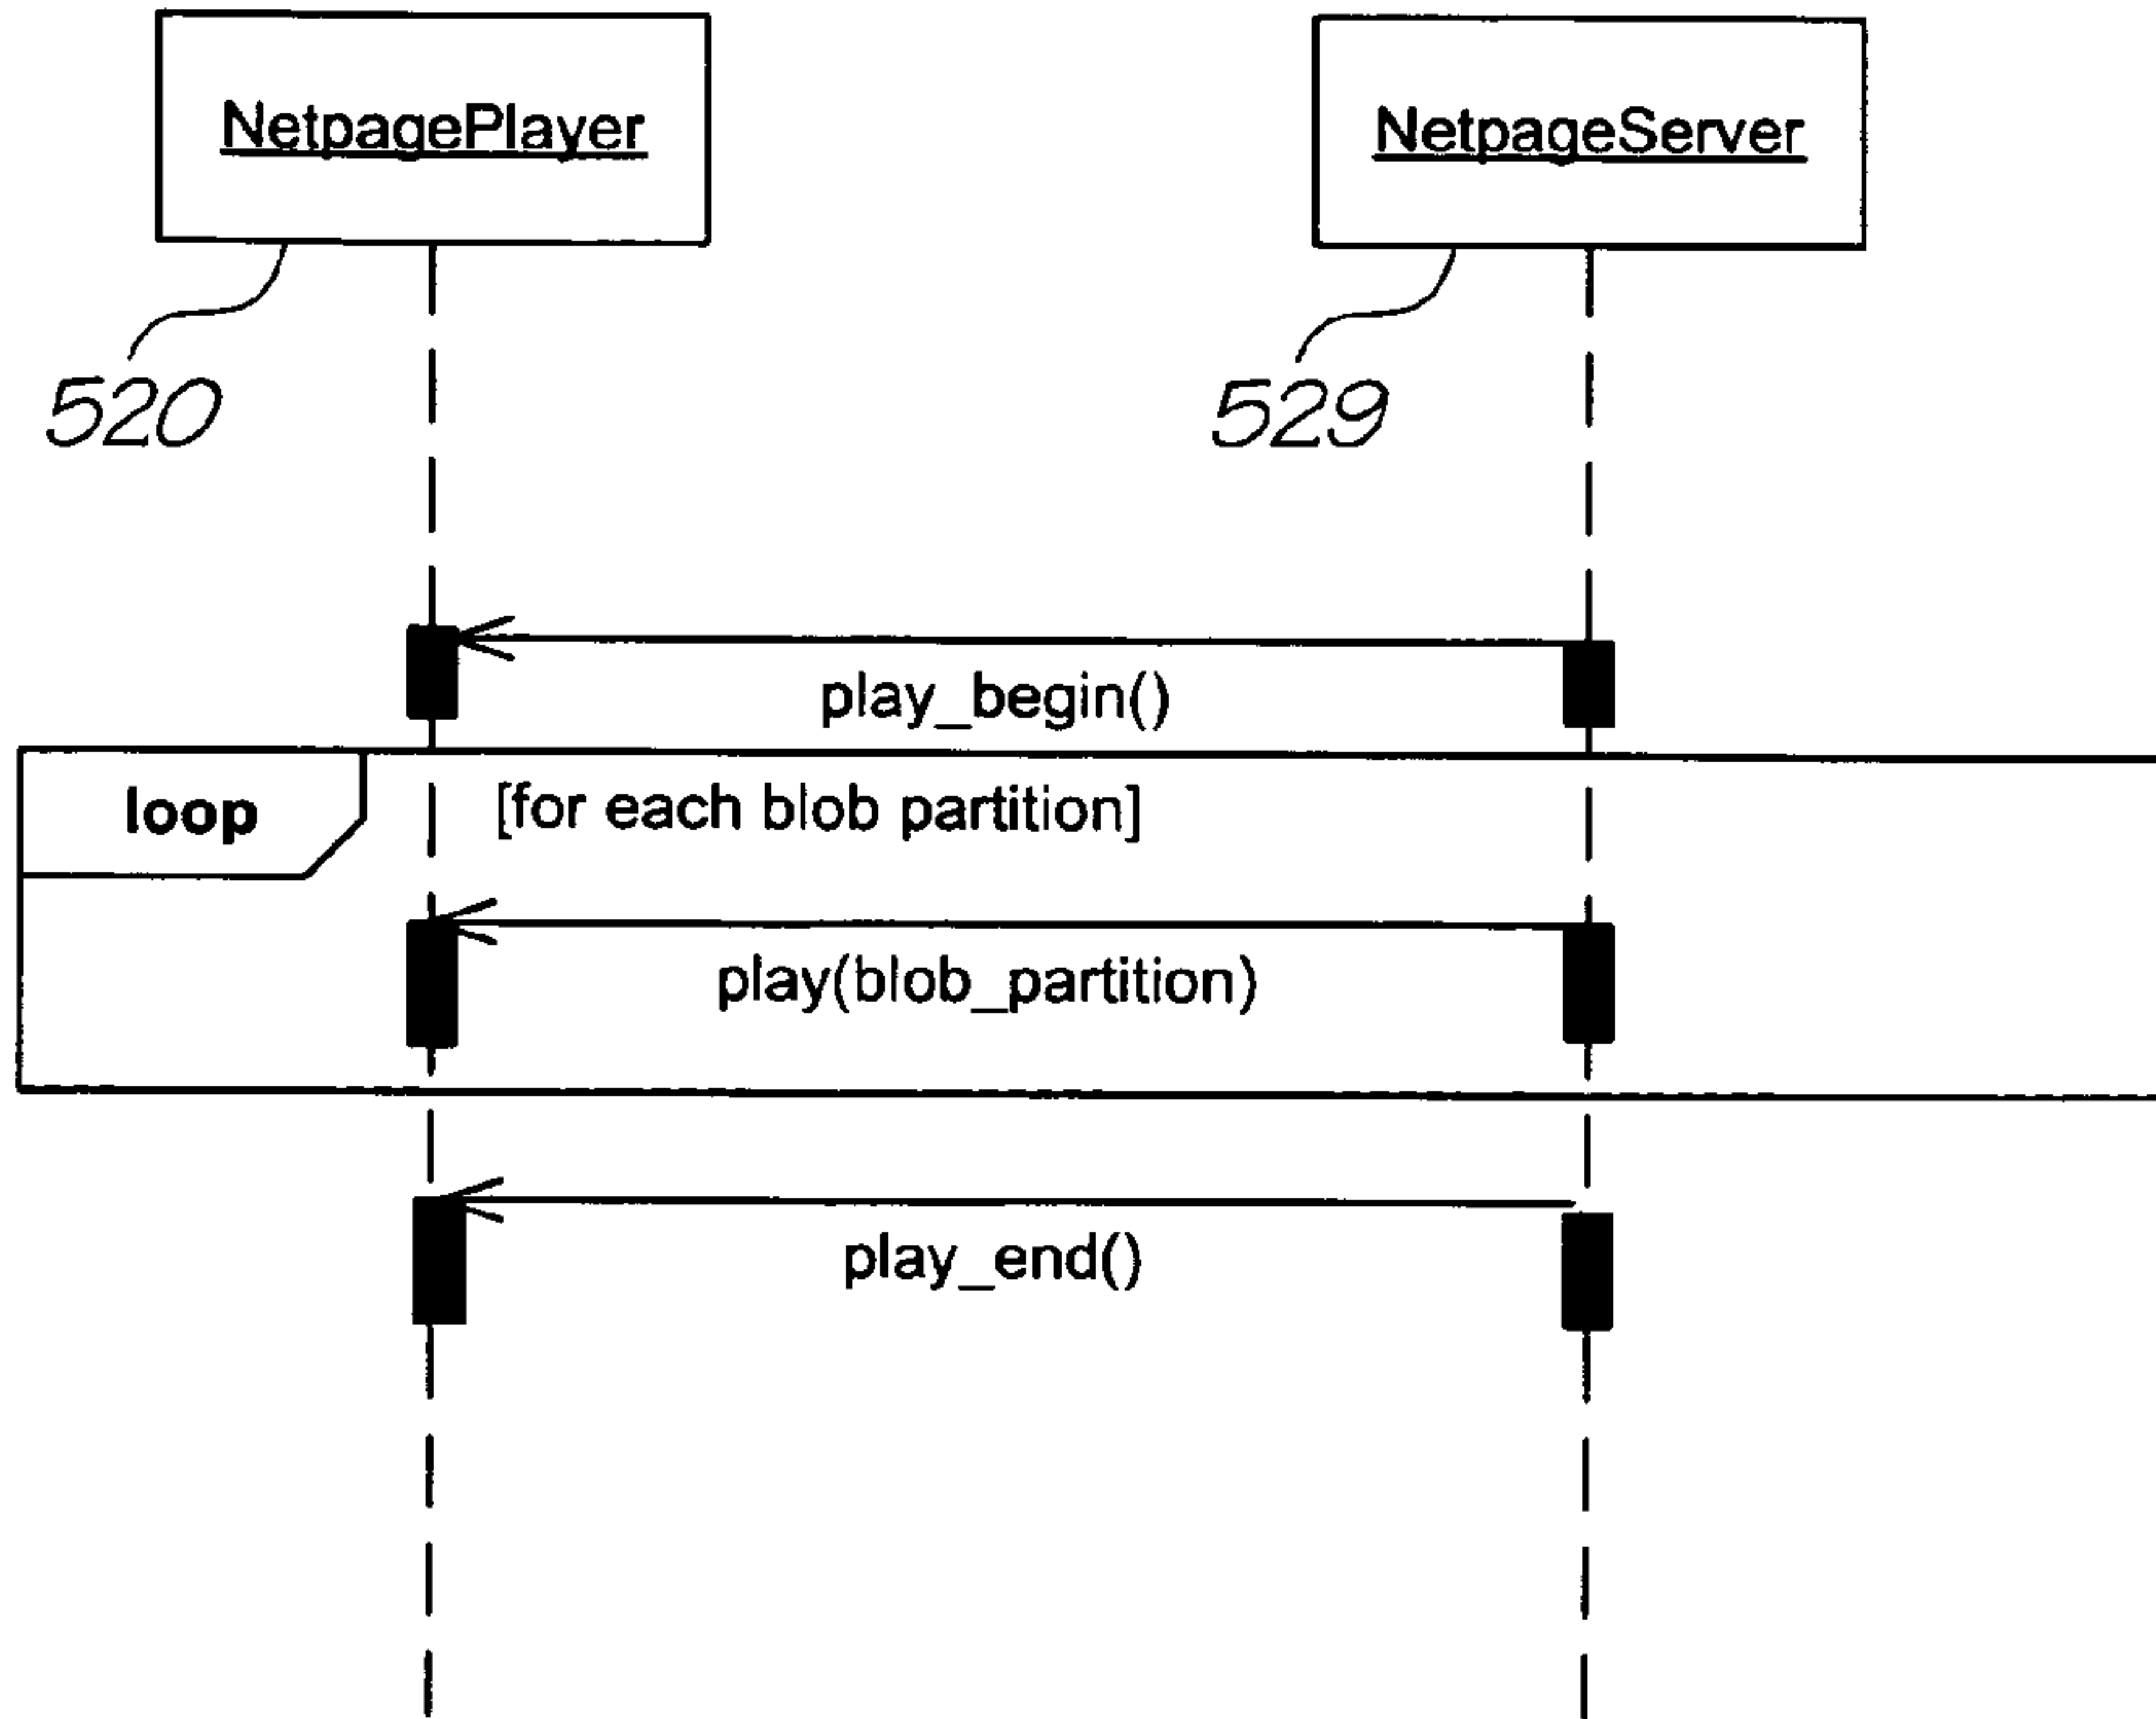 NetpagePlayer
NetpageServer
520
529
play_begin()
loop
[for each blob partition]
play(blob_partition)
play_end()